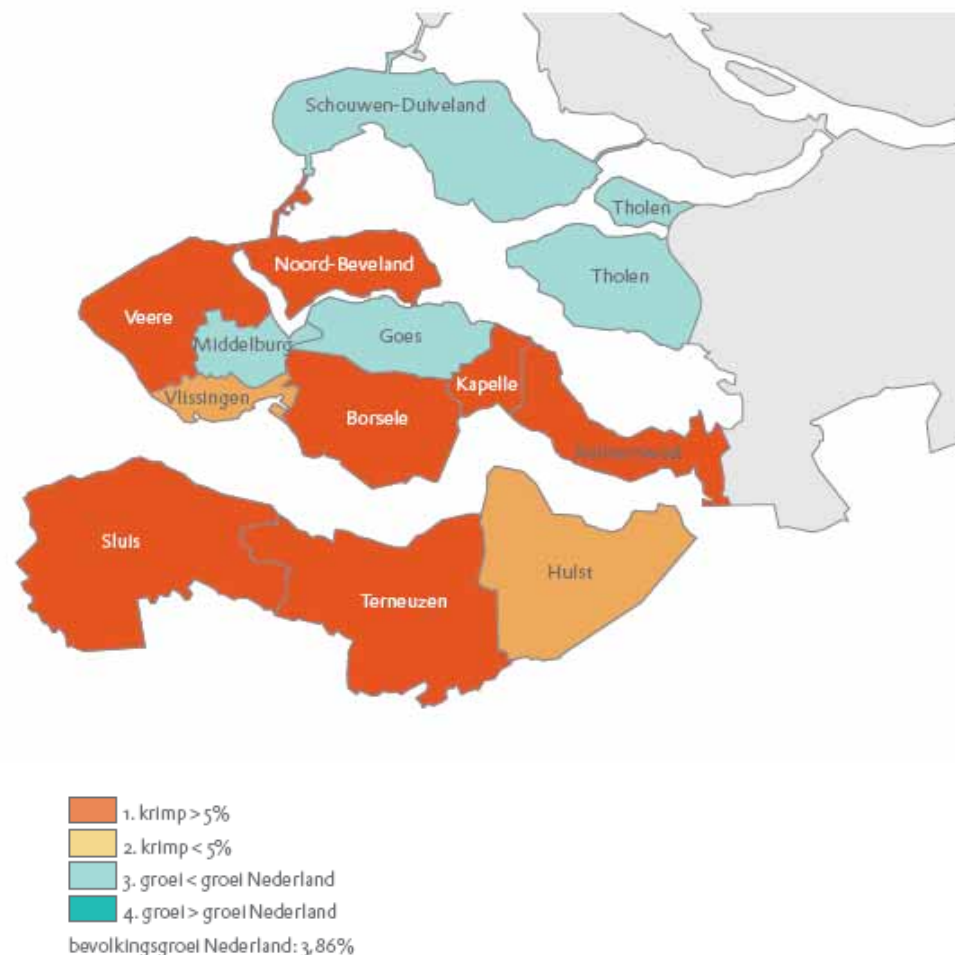 Schouwen-Duiveland
Tholen
Tholen
Noord-Beveland
Veere
Middelburg
Goes
Vlissingen
Kapelle
Borsele
Sluis
Terneuzen
Hulst
1. krimp > 5%
2. krimp < 5%
3. groei < groei Nederland
4. groei > groei Nederland
bevolkingsgroei Nederland: 3,86%